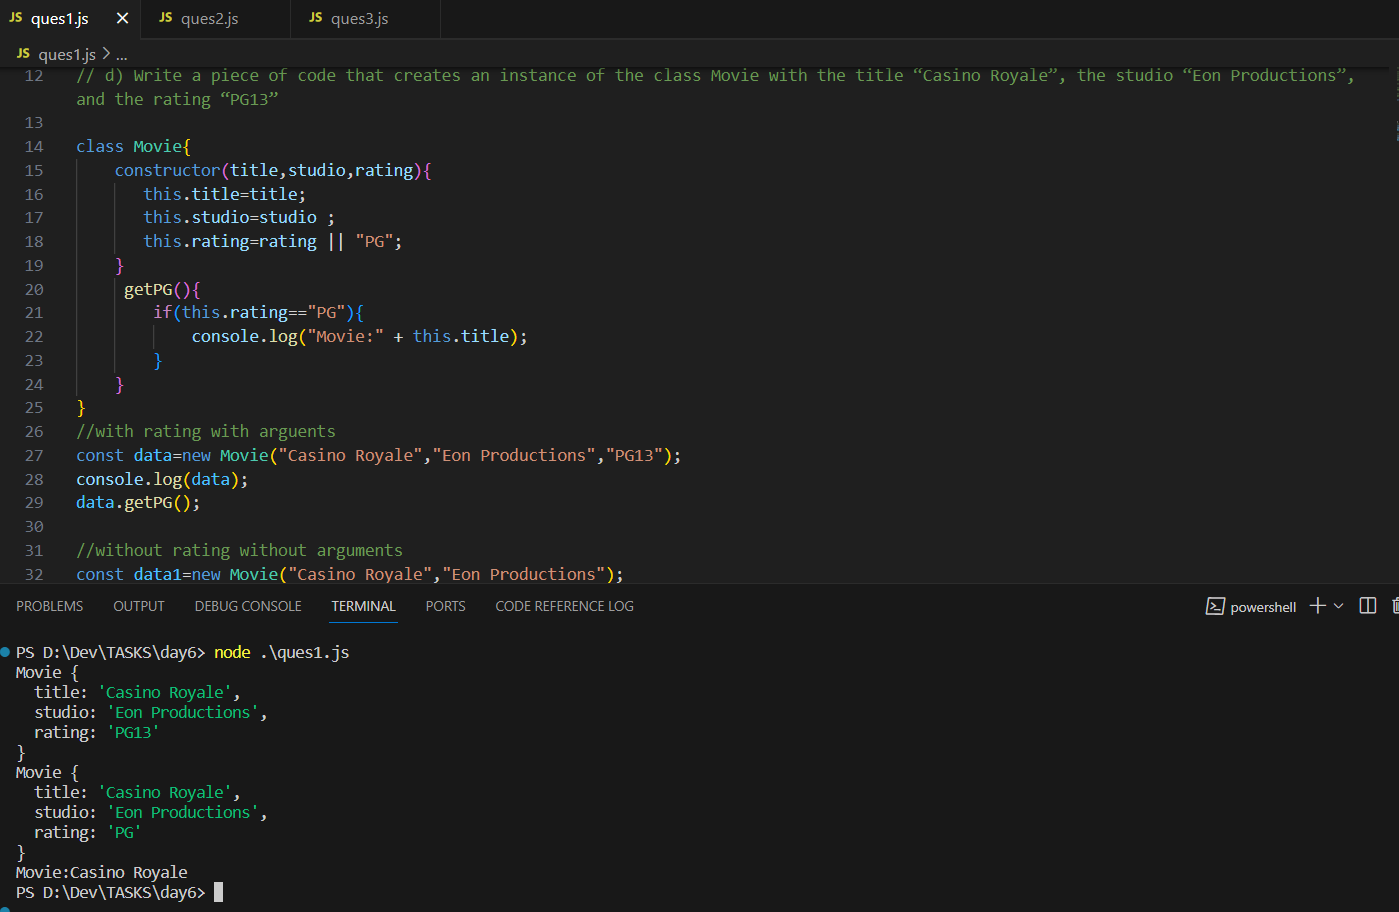 JS ques1.js ✕ JS ques2.js JS ques3.js
JS ques1.js > ...
12 // d) Write a piece of code that creates an instance of the class Movie with the title “Casino Royale”, the studio “Eon Productions”,
and the rating “PG13”
13
14 class Movie{
15 constructor(title,studio,rating){
16 this.title=title;
17 this.studio=studio ;
18 this.rating=rating || "PG";
19 }
20 getPG(){
21 if(this.rating=="PG"){
22 console.log("Movie:" + this.title);
23 }
24 }
25 }
26 //with rating with arguents
27 const data=new Movie("Casino Royale","Eon Productions","PG13");
28 console.log(data);
29 data.getPG();
30
31 //without rating without arguments
32 const data1=new Movie("Casino Royale","Eon Productions");
PROBLEMS OUTPUT DEBUG CONSOLE TERMINAL PORTS CODE REFERENCE LOG powershell
PS D:\Dev\TASKS\day6> node .\ques1.js
Movie {
title: 'Casino Royale',
studio: 'Eon Productions',
rating: 'PG13'
}
Movie {
title: 'Casino Royale',
studio: 'Eon Productions',
rating: 'PG'
}
Movie:Casino Royale
PS D:\Dev\TASKS\day6>